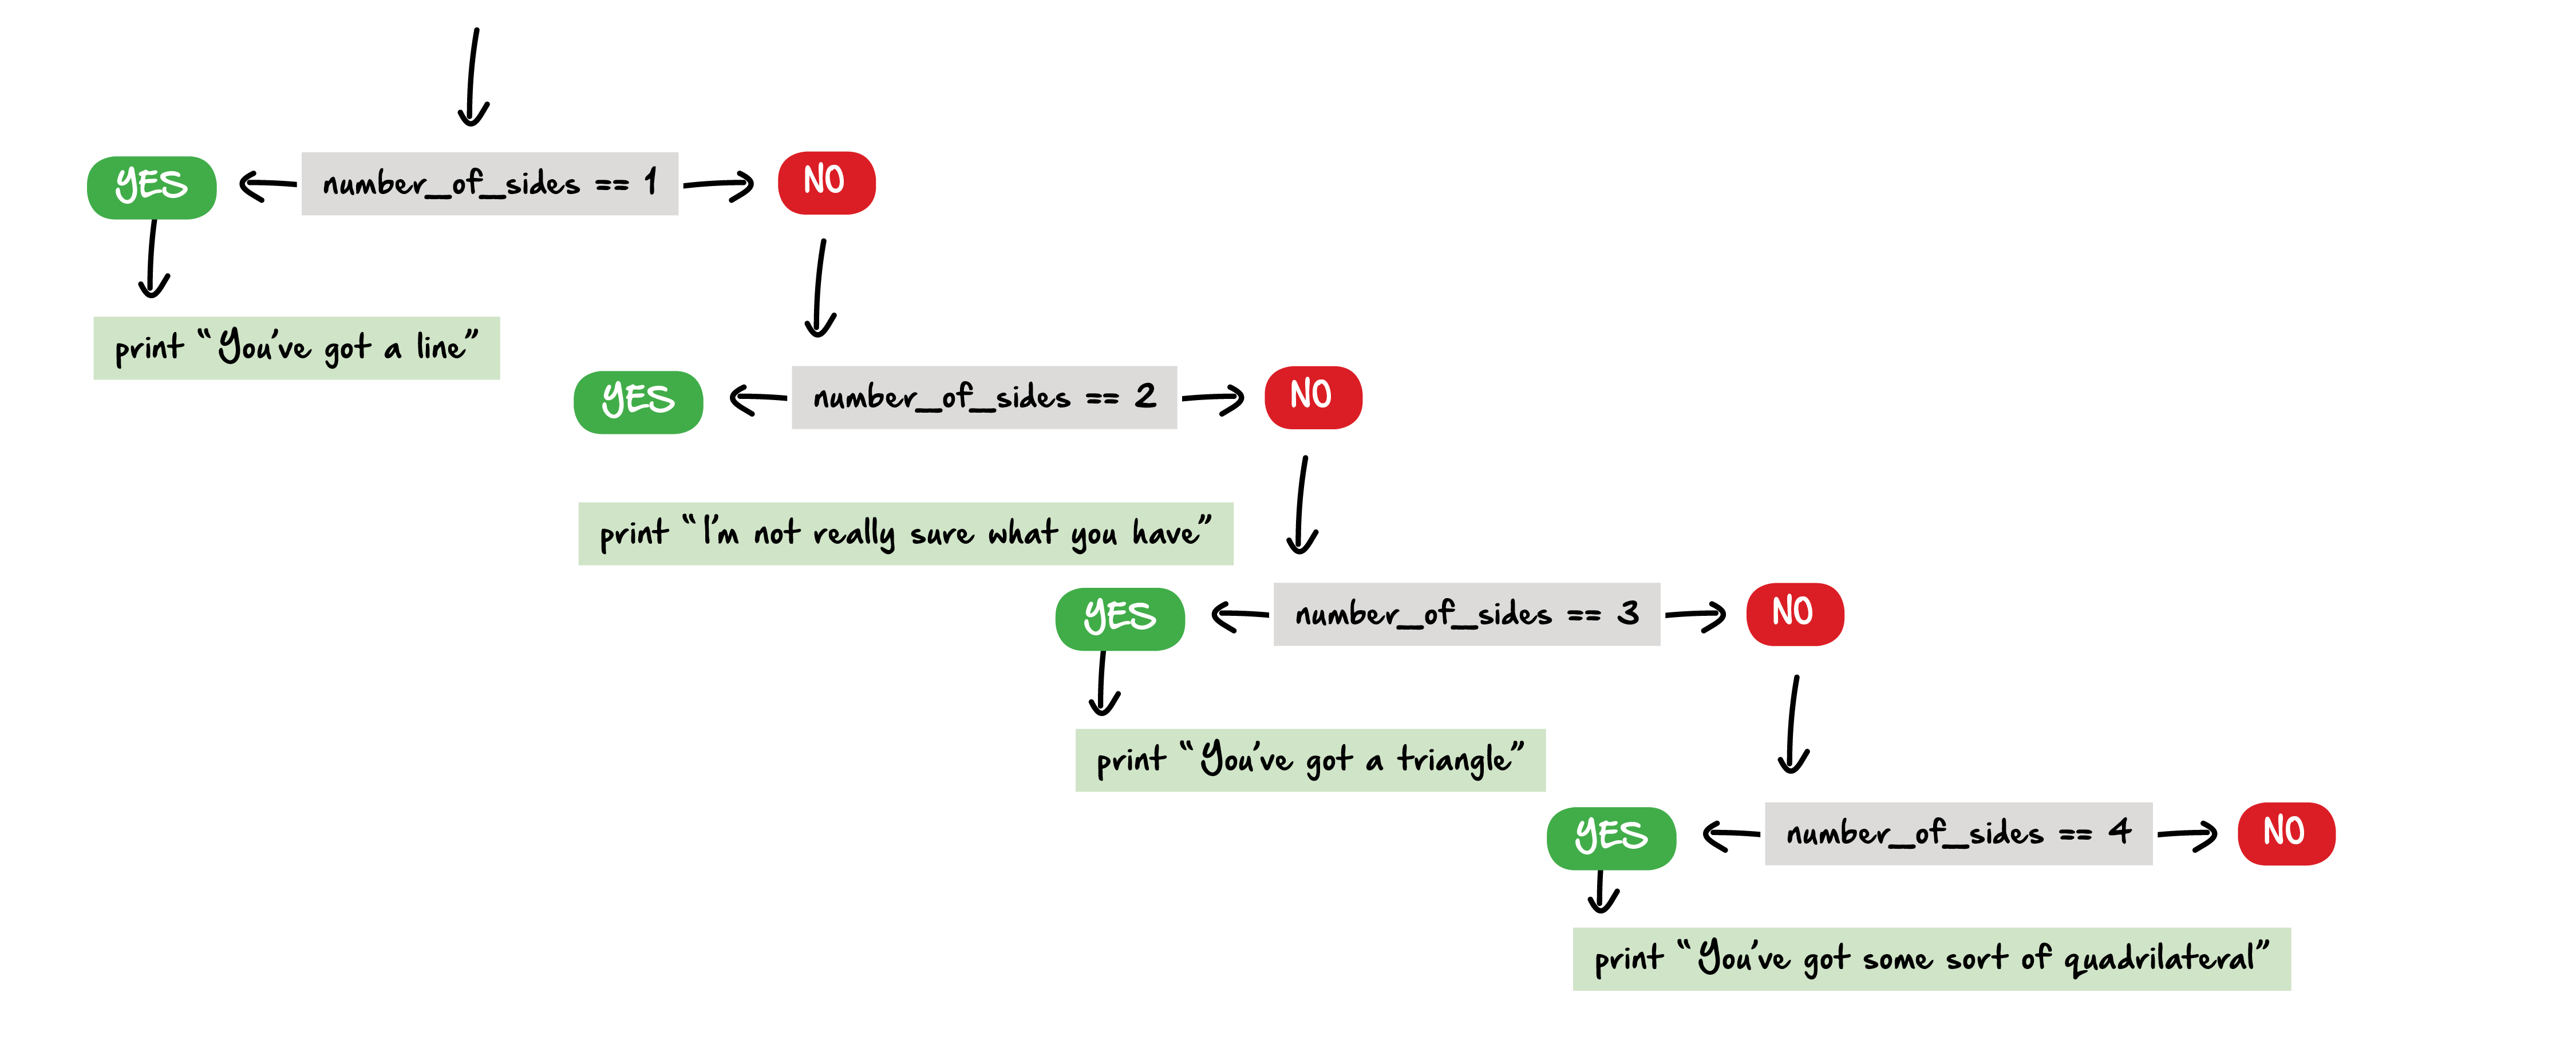 YES
number_of_sides == 1
NO
print “You’ve got a line”
YES
number_of_sides == 2
NO
print “I’m not really sure what you have”
YES
number_of_sides == 3
NO
print “You’ve got a triangle”
YES
number_of_sides == 4
NO
print “You’ve got some sort of quadrilateral”